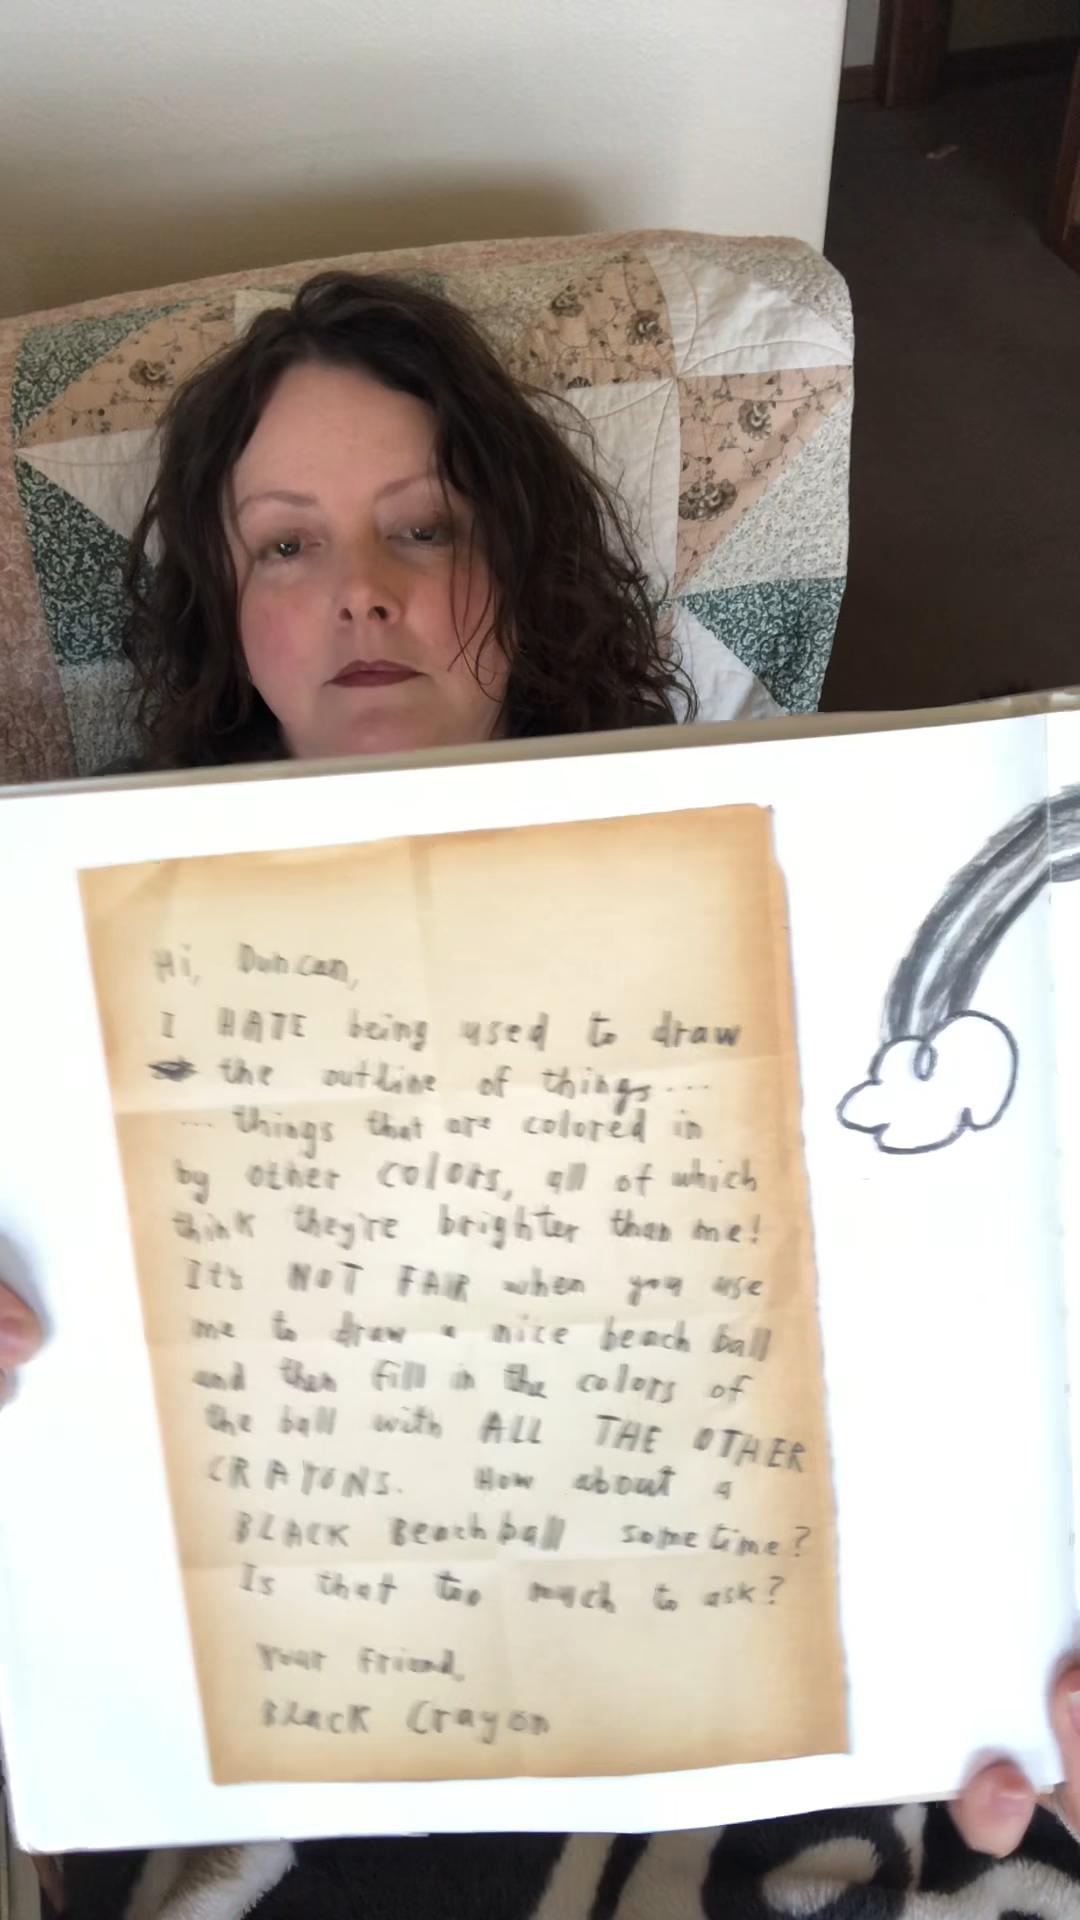 Hi, Duncan,
I HATE being used to draw
the outline of things....
... things that are colored in
by other colors, all of which
think they're brighter than me!
It's NOT FAIR when you use
me to draw a nice beach ball
and then fill in the colors of
the ball with ALL THE OTHER
CRAYONS. How about a
BLACK Beach ball sometime?
Is that too much to ask?
Your friend,
Black Crayon